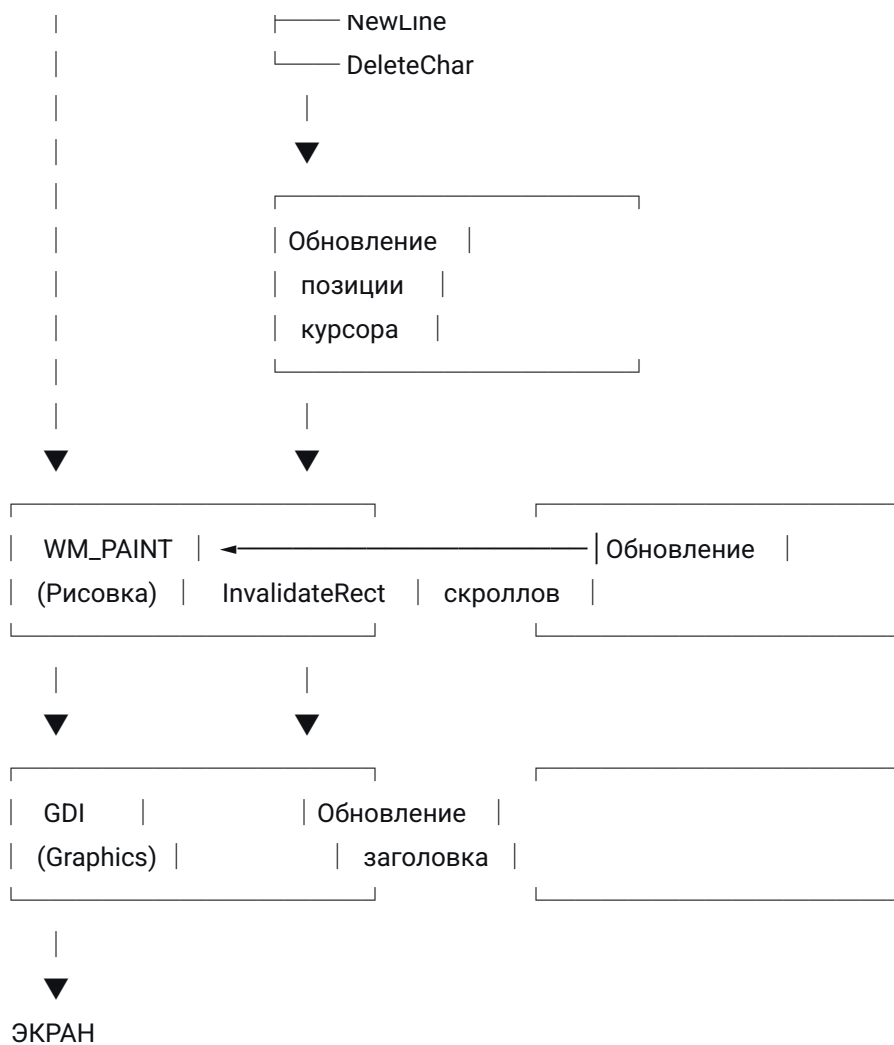 NewLine
DeleteChar
Обновление
позиции
курсора
WM_PAINT Обновление
(Рисовка) InvalidateRect скроллов
GDI Обновление
(Graphics) заголовка
ЭКРАН